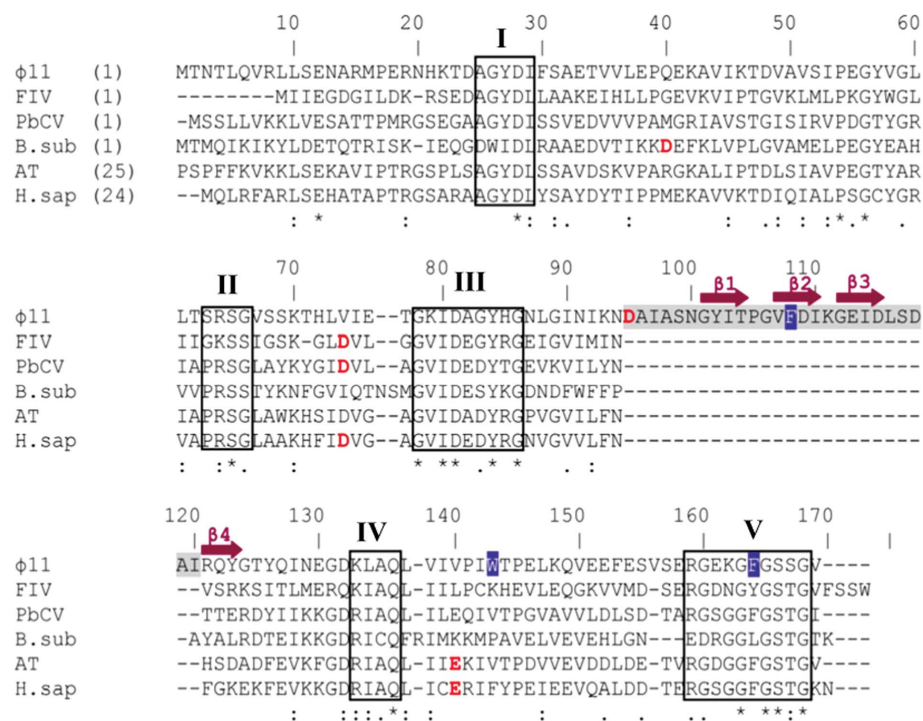 10 20 30 40 50 60
I
ϕ11 (1) MTNTLQVRLLSENARMPERNHKTDAGYDIFSAETVVLEPQEKAVIKTDVAVSIPEGYVGL
FIV (1) --------MIIEGDGILDK-RSEDAGYDLLAAKEIHLLPGEVKVIPTGVKLMLPKGYWGL
PbCV (1) -MSSLLVKKLVESATTPMRGSEGAAGYDISSVEDVVVPAMGRIAVSTGISIRVPDGTYGR
B.sub (1) MTMQIKIKYLDETQTRISK-IEQGDWIDLRAAEDVTIKKDEFKLVPLGVAMELPEGYEAH
AT (25) PSPFFKVKKLSEKAVIPTRGSPLSAGYDLSSAVDSKVPARGKALIPTDLSIAVPEGTYAR
H.sap (24) --MQLRFARLSEHATAPTRGSARAAGYDLYSAYDYTIPPMEKAVVKTDIQIALPSGCYGR
: * : * : : : : : : : : : * : * .
70 80 90 100 110
II III β1 β2 β3
ϕ11 LTSRSGVSSKTHLVIE--TGKIDAGYHGNLGINIKNDAIASNGYITPGVFDIKGEIDLSD
FIV IIGKSSIGSK-GLDVL--GGVIDEGYRGEIGVIMIN------------------------
PbCV IAPRSGLAYKYGIDVL--AGVIDEDYTGEVKVILYN------------------------
B.sub VVPRSSTYKNFGVIQTNSMGVIDESYKGDNDFWFFP------------------------
AT IAPRSGLAWKHSIDVG--AGVIDADYRGPVGVILFN------------------------
H.sap VAPRSGLAAKHFIDVG--AGVIDEDYRGNVGVVLFN------------------------
: : * . : * * * . * * . :
120 130 140 150 160 170
β4 IV V
ϕ11 AIRQYGTYQINEGDKLAQL-VIVPIWTPELKQVEEFESVSERGEKGFGSSGV----
FIV --VSRKSITLMERQKIAQL-IILPCKHEVLEQGKVVMD-SERGDNGYGSTGVFSSW
PbCV --TTERDYIIKKGDRIAQL-ILEQIVTPGVAVVLDLSD-TARGSGGFGSTGI----
B.sub -AYALRDTEIKKGDRICQFRIMKKMPAVELVEVEHLGN---EDRGGLGSTGTK---
AT --HSDADFEVKFGDRIAQL-IIEKIVTPDVVEVDDLDE-TVRGDGGFGSTGV----
H.sap --FGKEKFEVKKGDRIAQL-ICERIFYPEIEEVQALDD-TERGSGGFGSTGKN---
: : : : * : : : . . . . * * : *